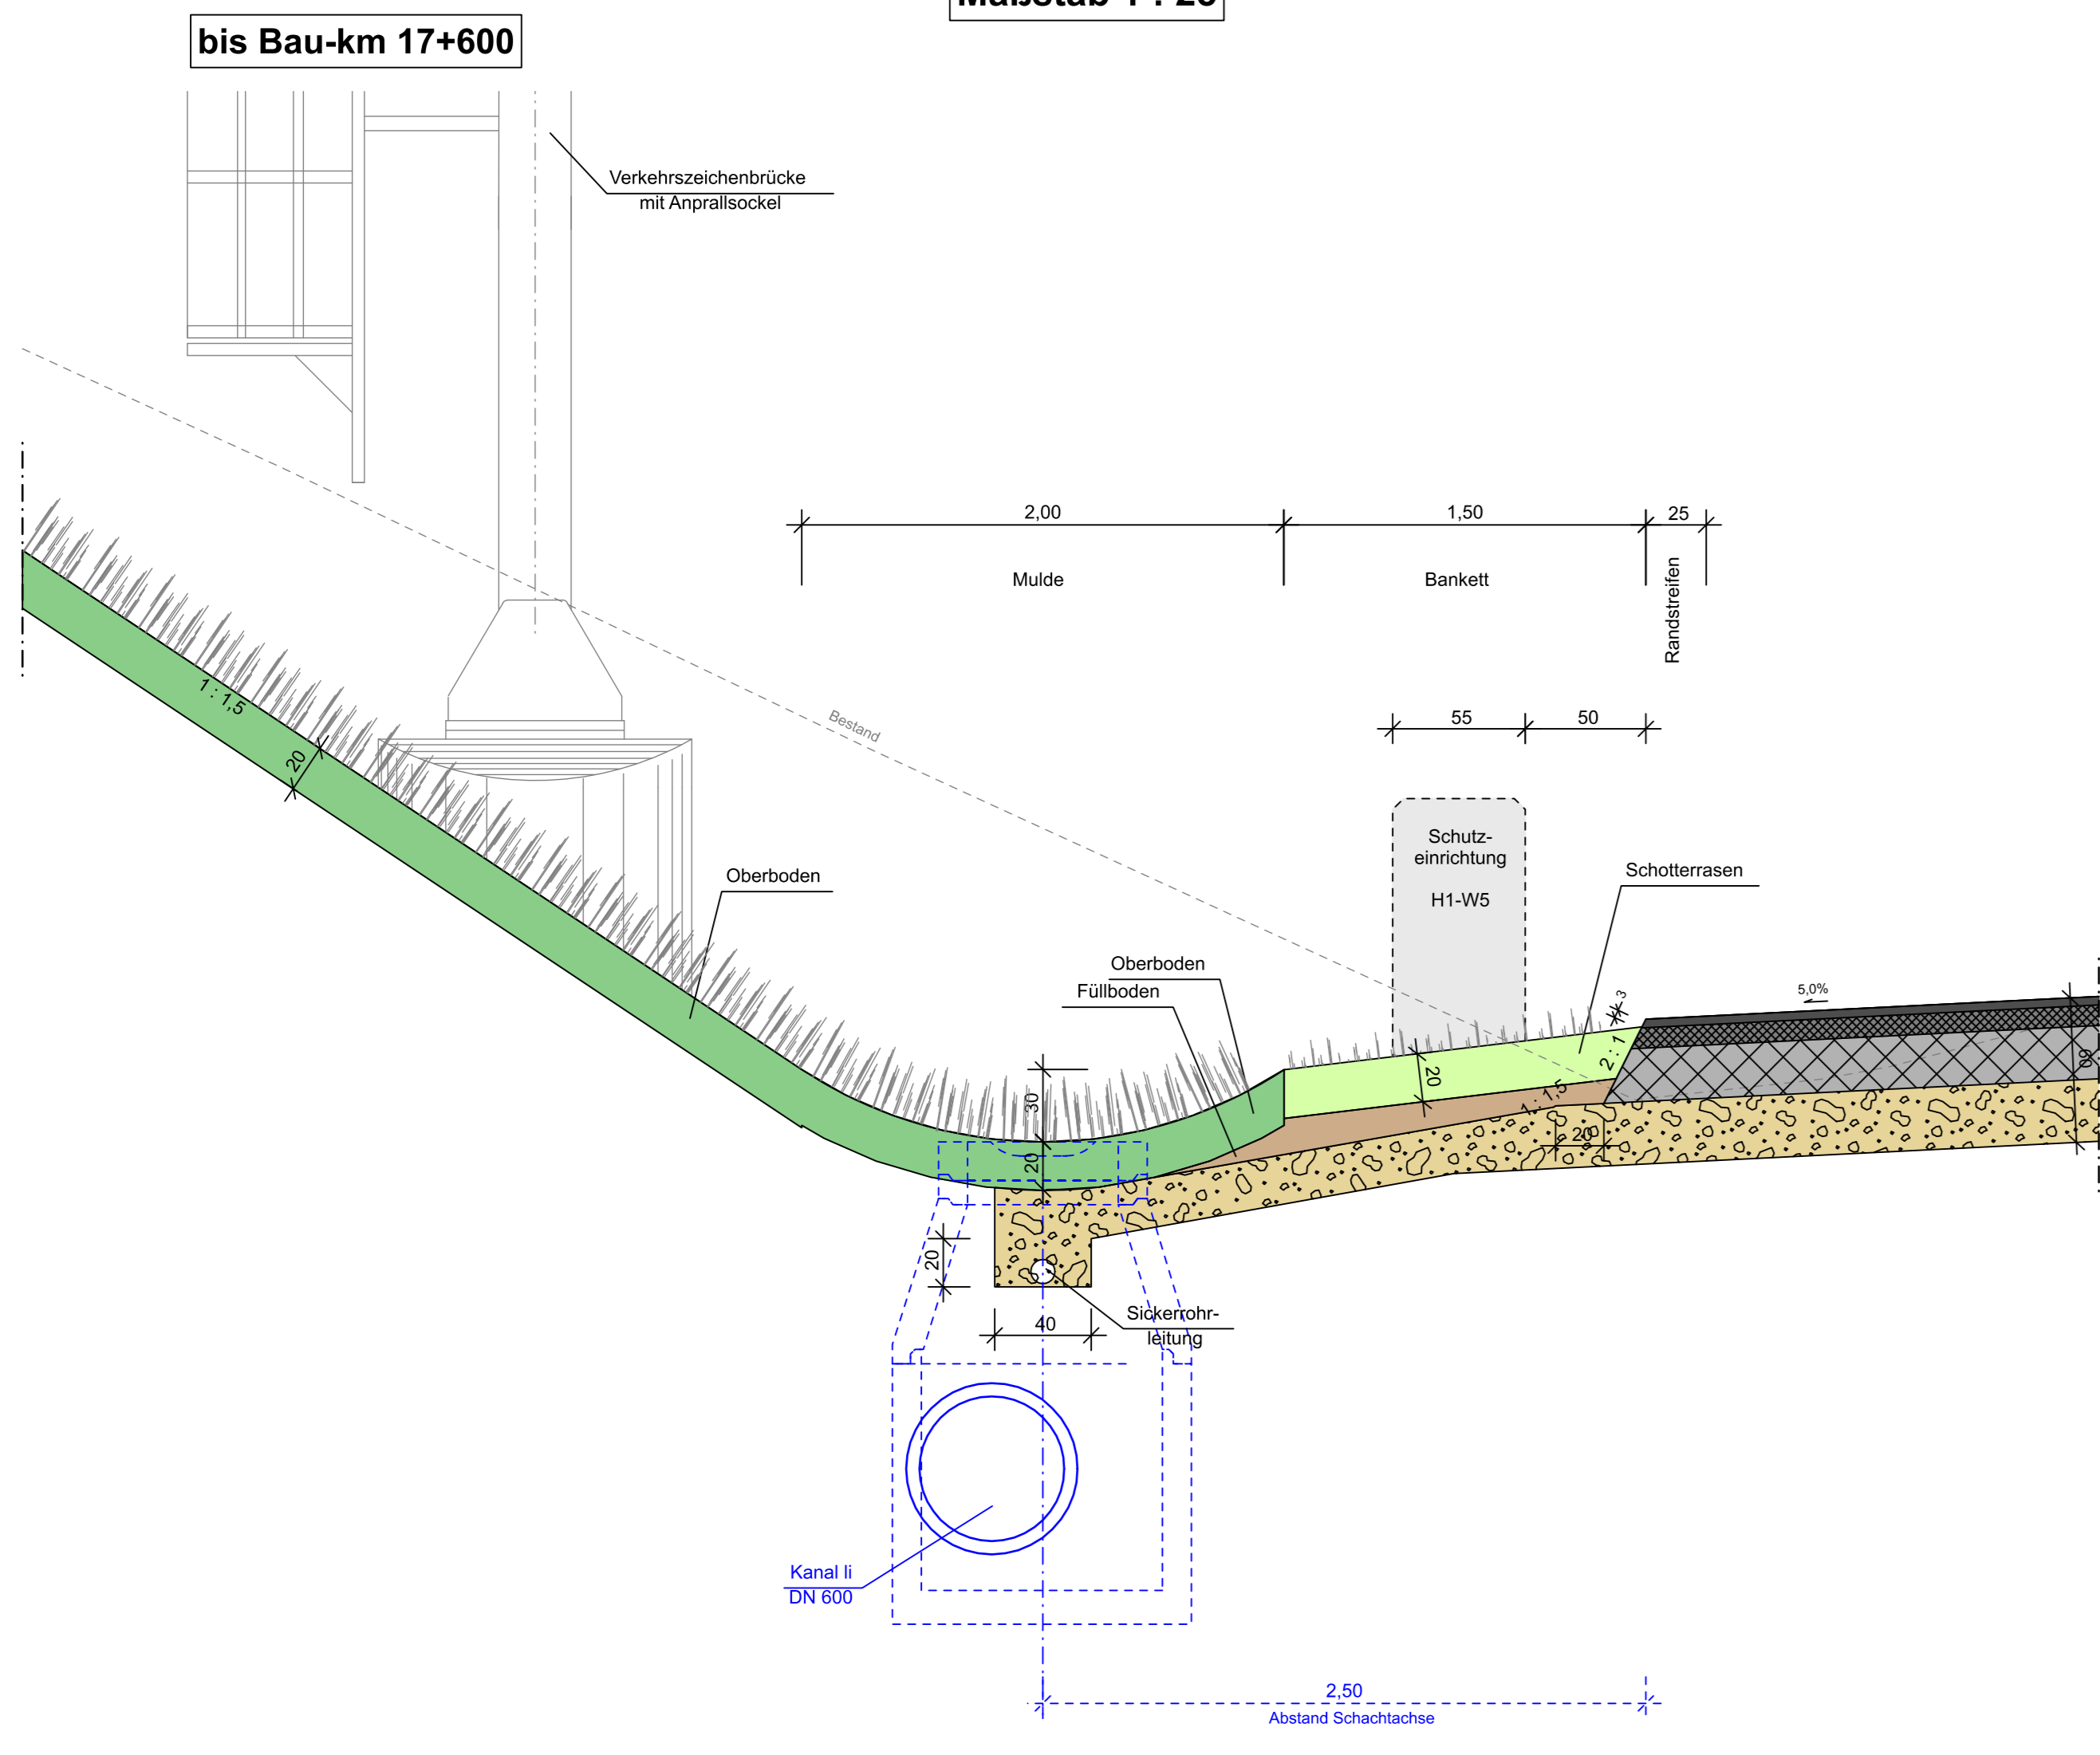 Maßstab 1 : 25
bis Bau-km 17+600
Verkehrszeichenbrücke
mit Anprallsockel
2,00
1,50
25
Mulde
Bankett
Randstreifen
1 : 1,5
20
Bestand
55
50
Schutz-
einrichtung
H1-W5
Oberboden
Schotterrasen
Oberboden
Füllboden
5,0%
3
2 : 1
60
20
1 : 1,5
30
20
20
20
40
Sickerrohr-
leitung
Kanal li
DN 600
2,50
Abstand Schachtachse